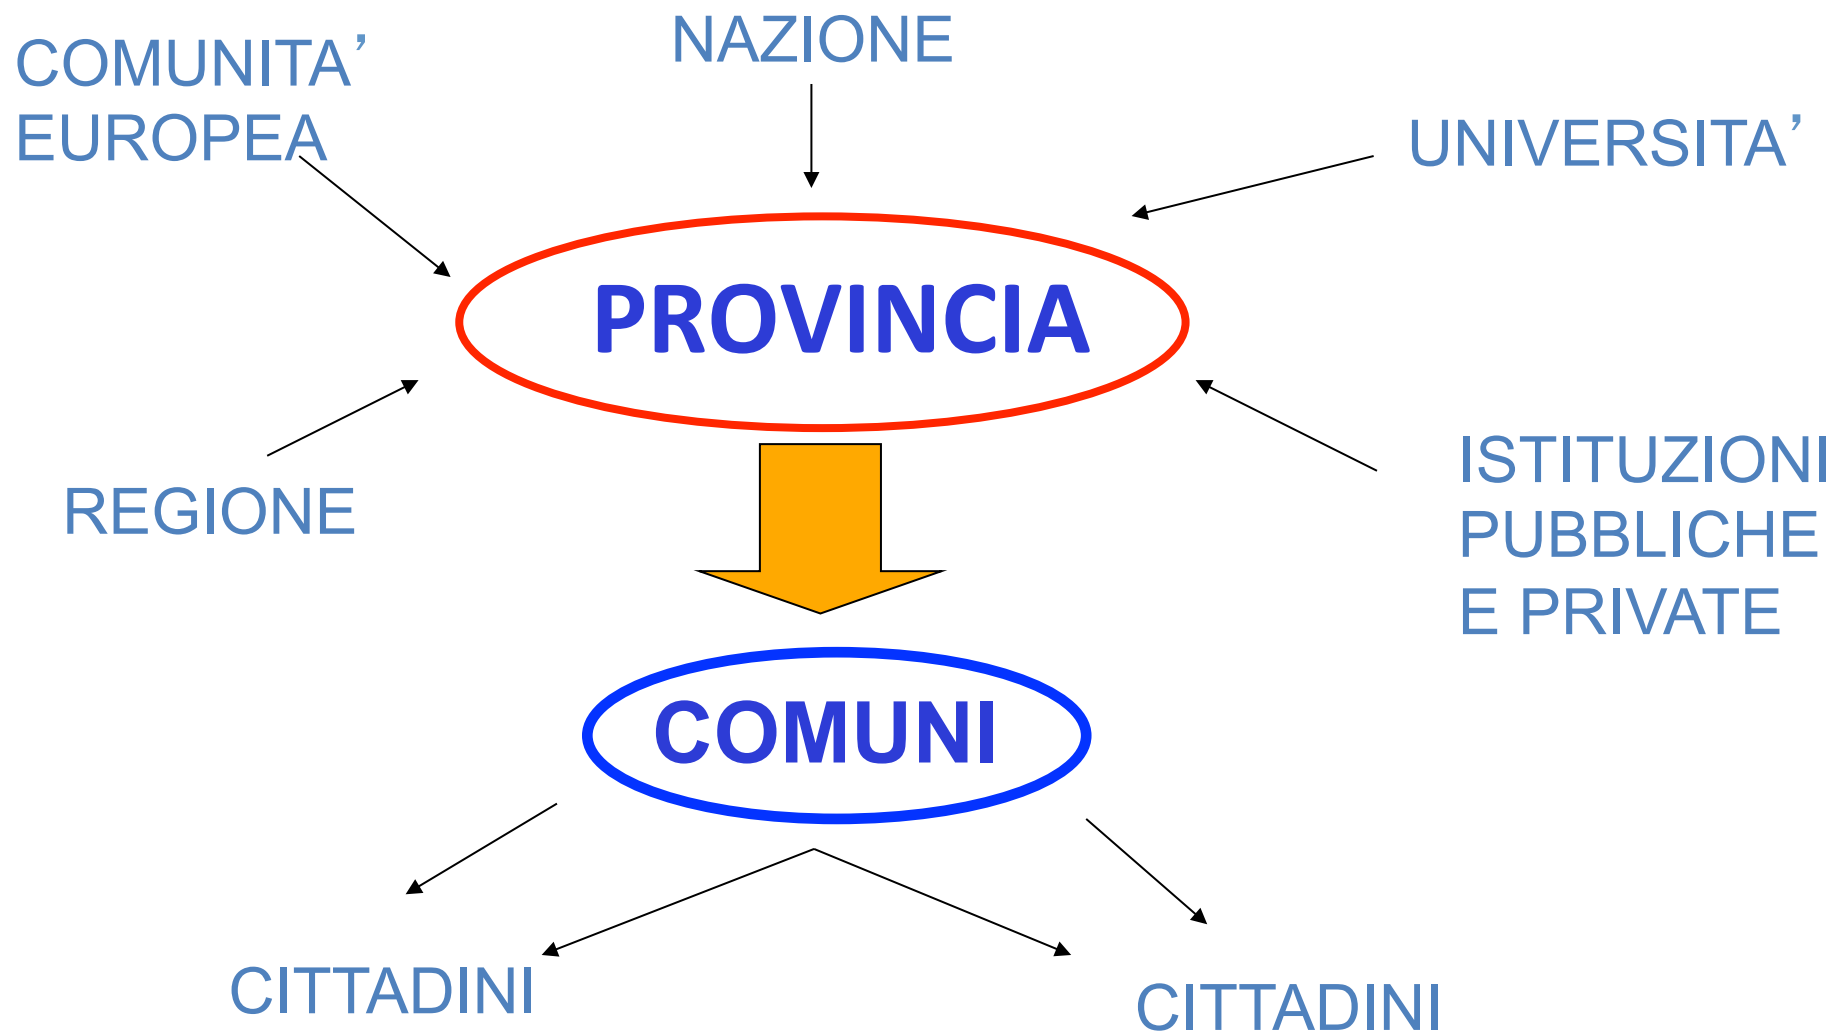 NAZIONE
COMUNITA’
EUROPEA
UNIVERSITA’
PROVINCIA
REGIONE
ISTITUZIONI
PUBBLICHE
E PRIVATE
COMUNI
CITTADINI
CITTADINI